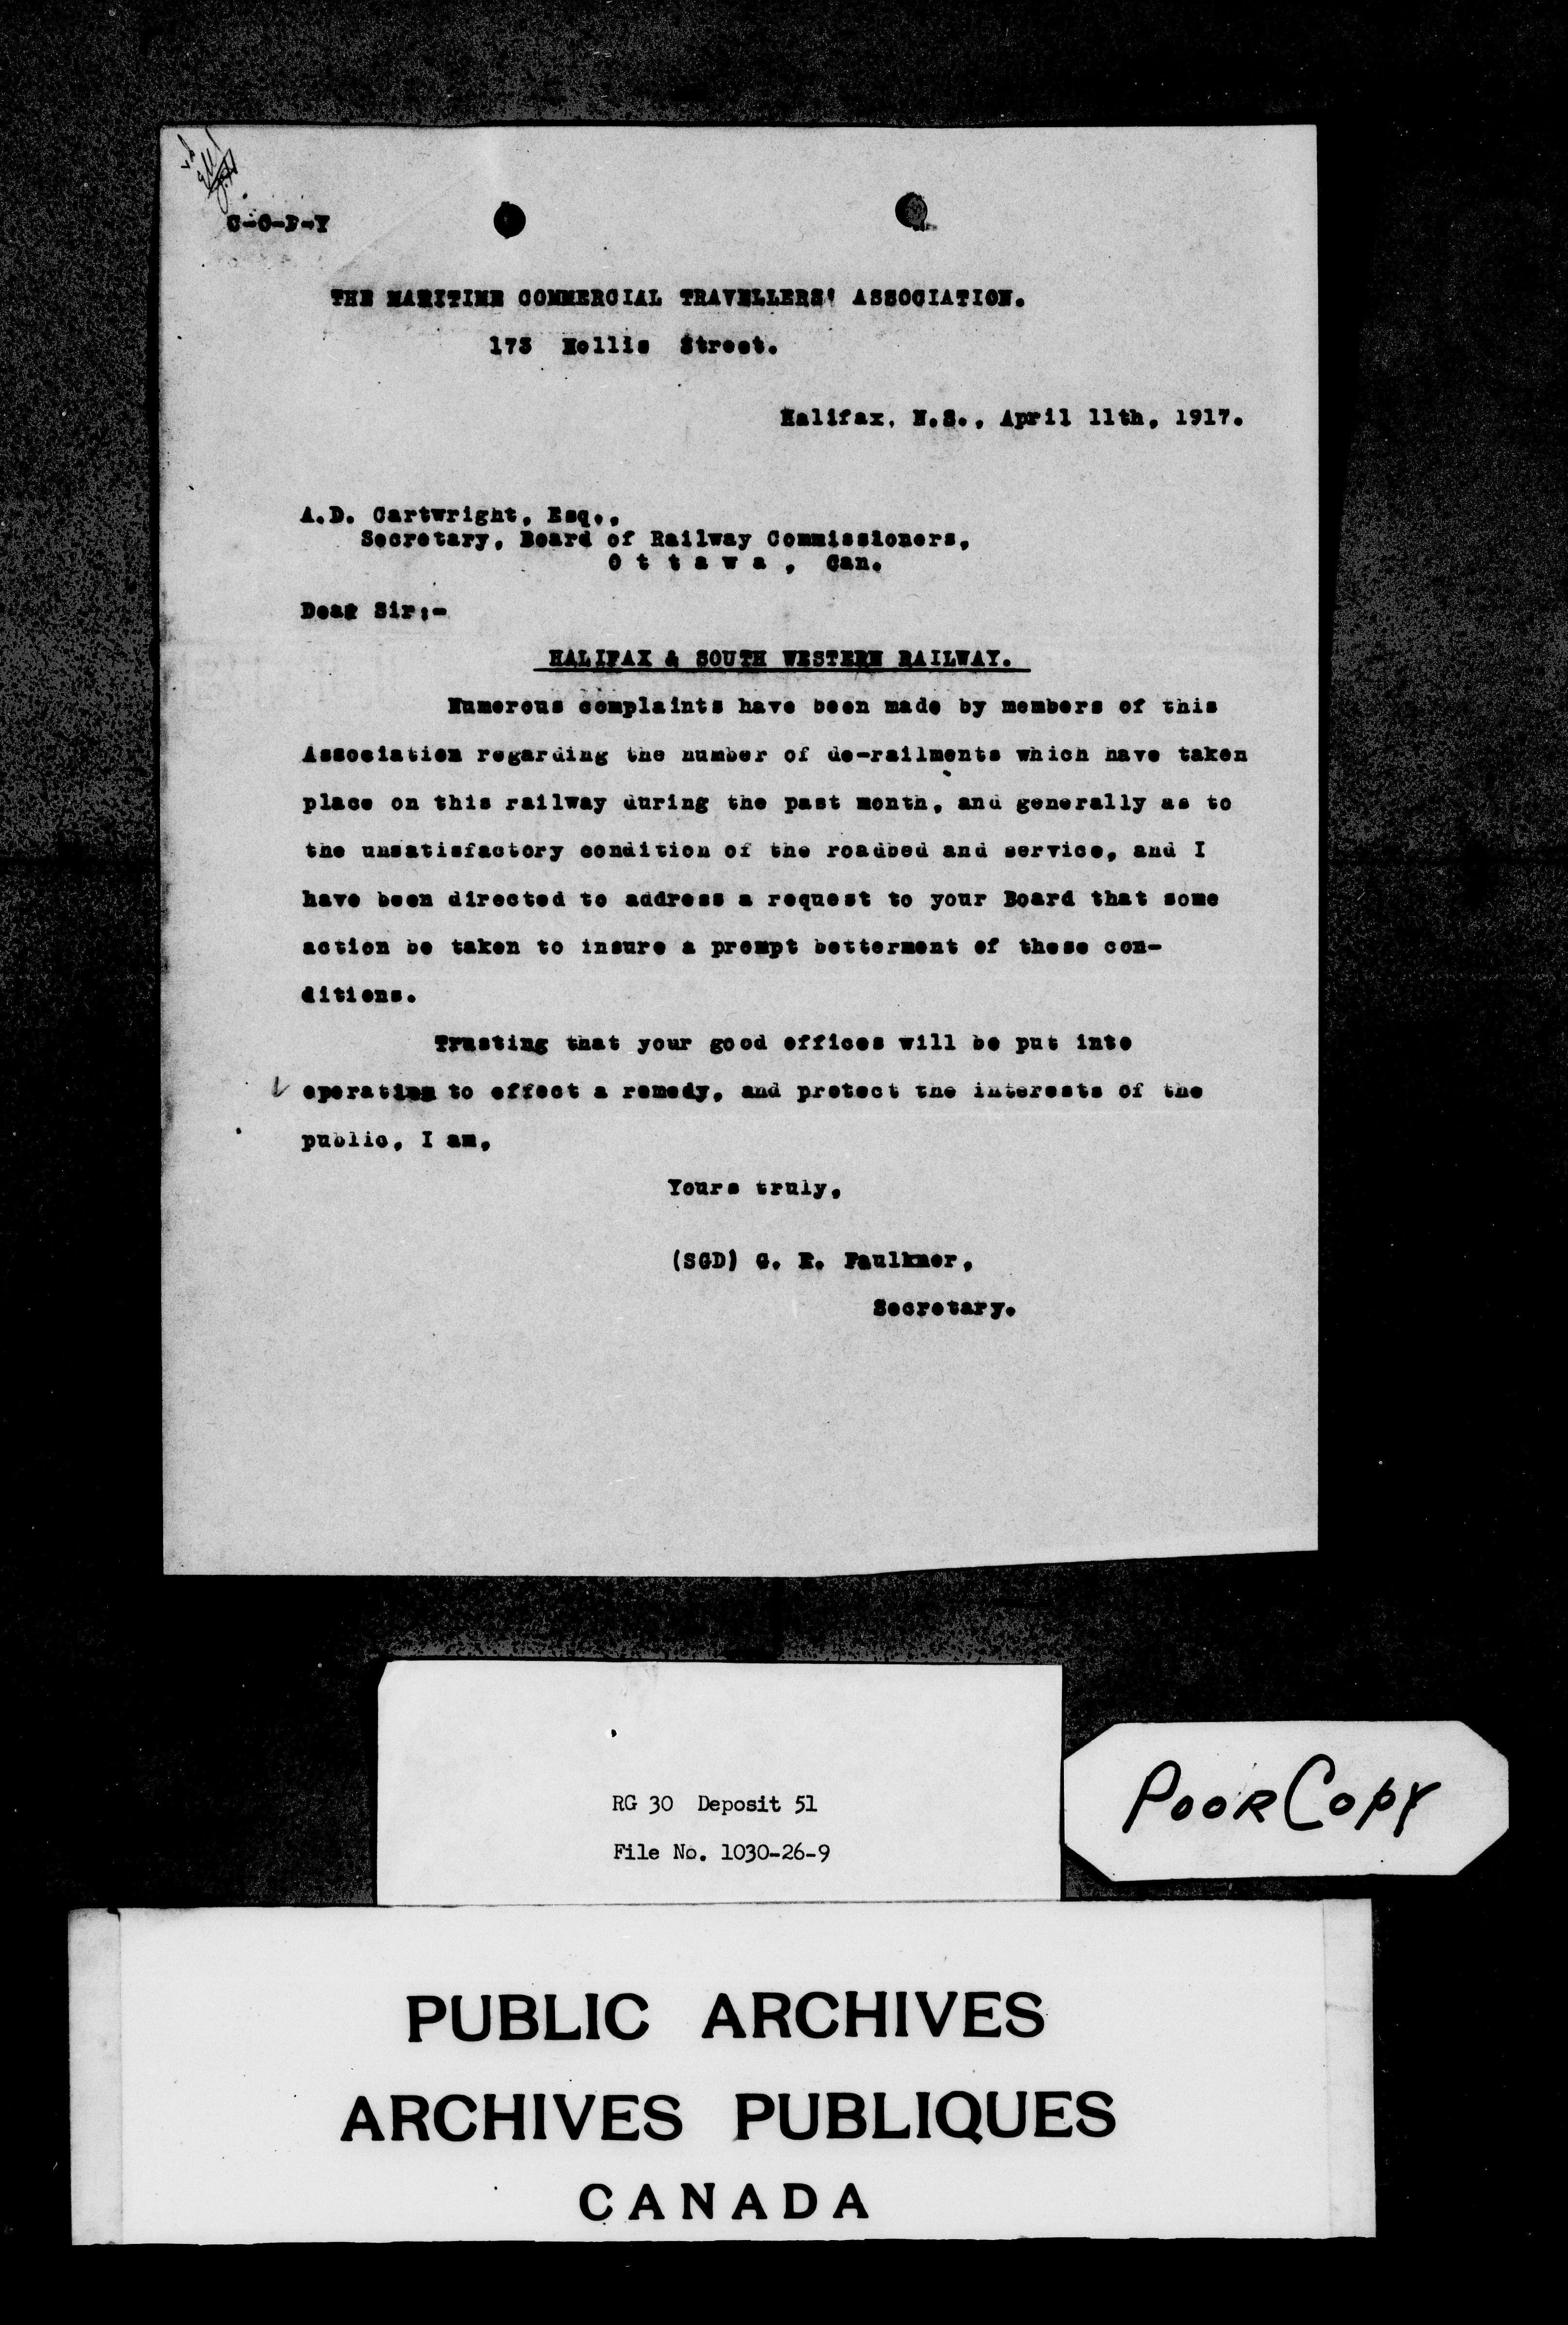 C-O-P-Y
THE MARITIME COMMERCIAL TRAVELLERS' ASSOCIATION.
173 Hollis Street.
Halifax, N.S., April 11th, 1917.
A.D. Cartwright, Esq.,
Secretary, Board of Railway Commissioners,
O t t a w a , Can.
Dear Sir:-
HALIFAX & SOUTH WESTERN RAILWAY.
Numerous complaints have been made by members of this
Association regarding the number of de-railments which have taken
place on this railway during the past month, and generally as to
the unsatisfactory condition of the roadbed and service, and I
have been directed to address a request to your Board that some
action be taken to insure a prompt betterment of these con-
ditions.
Trusting that your good offices will be put into
operation to effect a remedy, and protect the interests of the
public, I am,
Yours truly,
(SGD) G. E. Faulkner,
Secretary.
RG 30 Deposit 51
File No. 1030-26-9
POOR COPY
PUBLIC ARCHIVES
ARCHIVES PUBLIQUES
CANADA